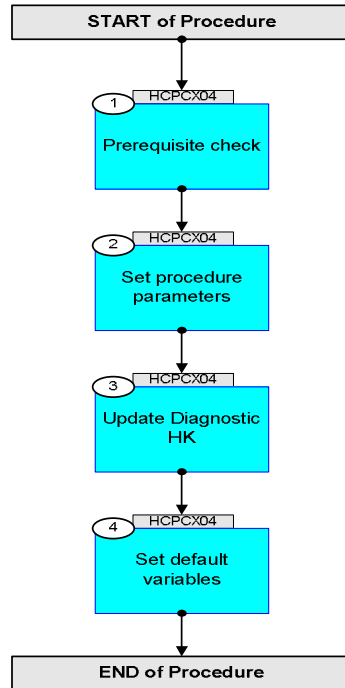 START of Procedure
HCPCX04
1
Prerequisite check
HCPCX04
2
Set procedure
parameters
HCPCX04
3
Update Diagnostic
HK
HCPCX04
4
Set default
variables
END of Procedure